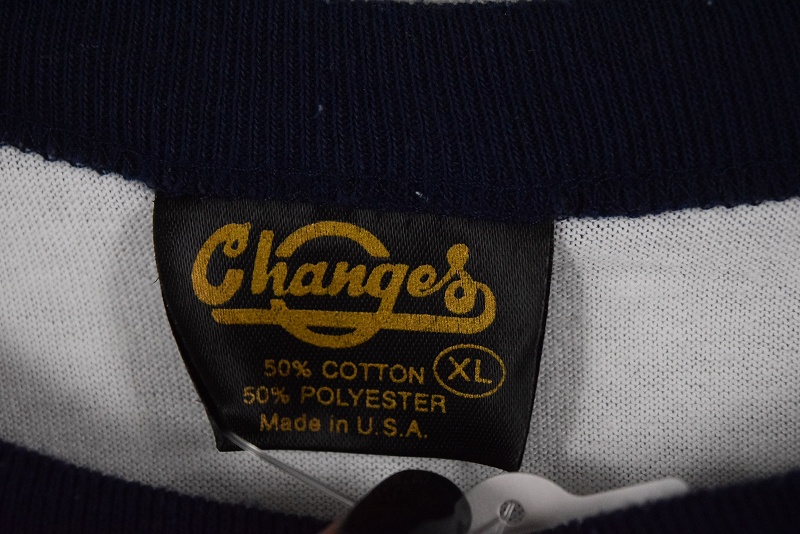 Changes
50% COTTON
XL
50% POLYESTER
Made in U.S.A.